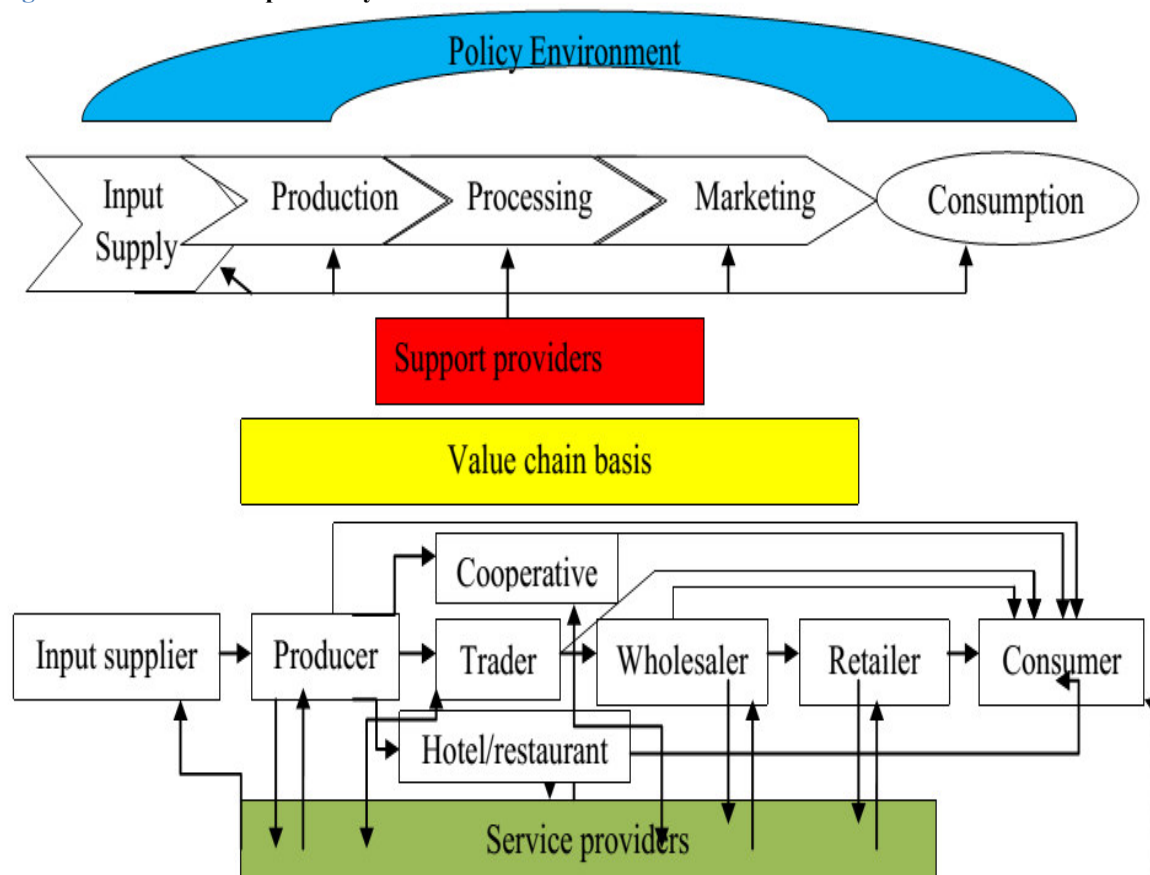 Policy Environment
Input
Supply
Production
Processing
Marketing
Consumption
Support providers
Value chain basis
Cooperative
Input supplier
Producer
Trader
Wholesaler
Retailer
Consumer
Hotel/restaurant
Service providers